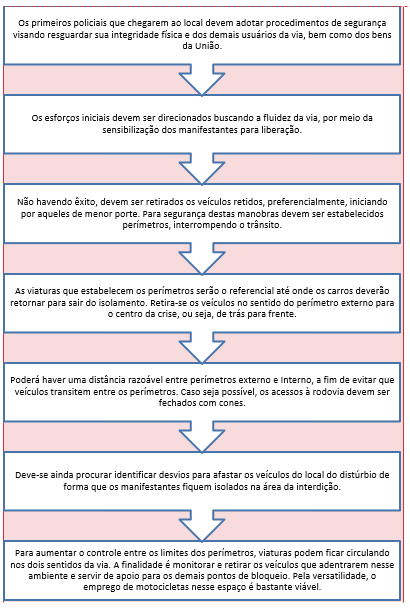 Os primeiros policiais que chegarem ao local devem adotar procedimentos de segurança
visando resguardar sua integridade física e dos demais usuários da via, bem como dos bens
da União.
Os esforços iniciais devem ser direcionados buscando a fluidez da via, por meio da
sensibilização dos manifestantes para liberação.
Não havendo êxito, devem ser retirados os veículos retidos, preferencialmente, iniciando
por aqueles de menor porte. Para segurança destas manobras devem ser estabelecidos
perímetros, interrompendo o trânsito.
As viaturas que estabelecem os perímetros serão o referencial até onde os carros deverão
retornar para sair do isolamento. Retira-se os veículos no sentido do perímetro externo para
o centro da crise, ou seja, de trás para frente.
Poderá haver uma distância razoável entre perímetros externo e Interno, a fim de evitar que
veículos transitem entre os perímetros. Caso seja possível, os acessos à rodovia devem ser
fechados com cones.
Deve-se ainda procurar identificar desvios para afastar os veículos do local do distúrbio de
forma que os manifestantes fiquem isolados na área da interdição.
Para aumentar o controle entre os limites dos perímetros, viaturas podem ficar circulando
nos dois sentidos da via. A finalidade é monitorar e retirar os veículos que adentrarem nesse
ambiente e servir de apoio para os demais pontos de bloqueio. Pela versatilidade, o
emprego de motocicletas nesse espaço é bastante viável.